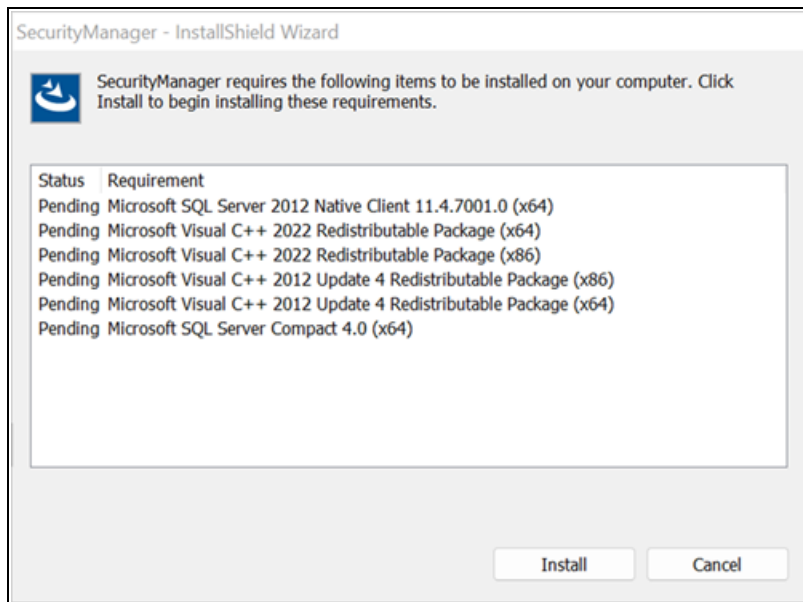 SecurityManager - InstallShield Wizard
SecurityManager requires the following items to be installed on your computer. Click
Install to begin installing these requirements.
Status Requirement
Pending Microsoft SQL Server 2012 Native Client 11.4.7001.0 (x64)
Pending Microsoft Visual C++ 2022 Redistributable Package (x64)
Pending Microsoft Visual C++ 2022 Redistributable Package (x86)
Pending Microsoft Visual C++ 2012 Update 4 Redistributable Package (x86)
Pending Microsoft Visual C++ 2012 Update 4 Redistributable Package (x64)
Pending Microsoft SQL Server Compact 4.0 (x64)
Install Cancel